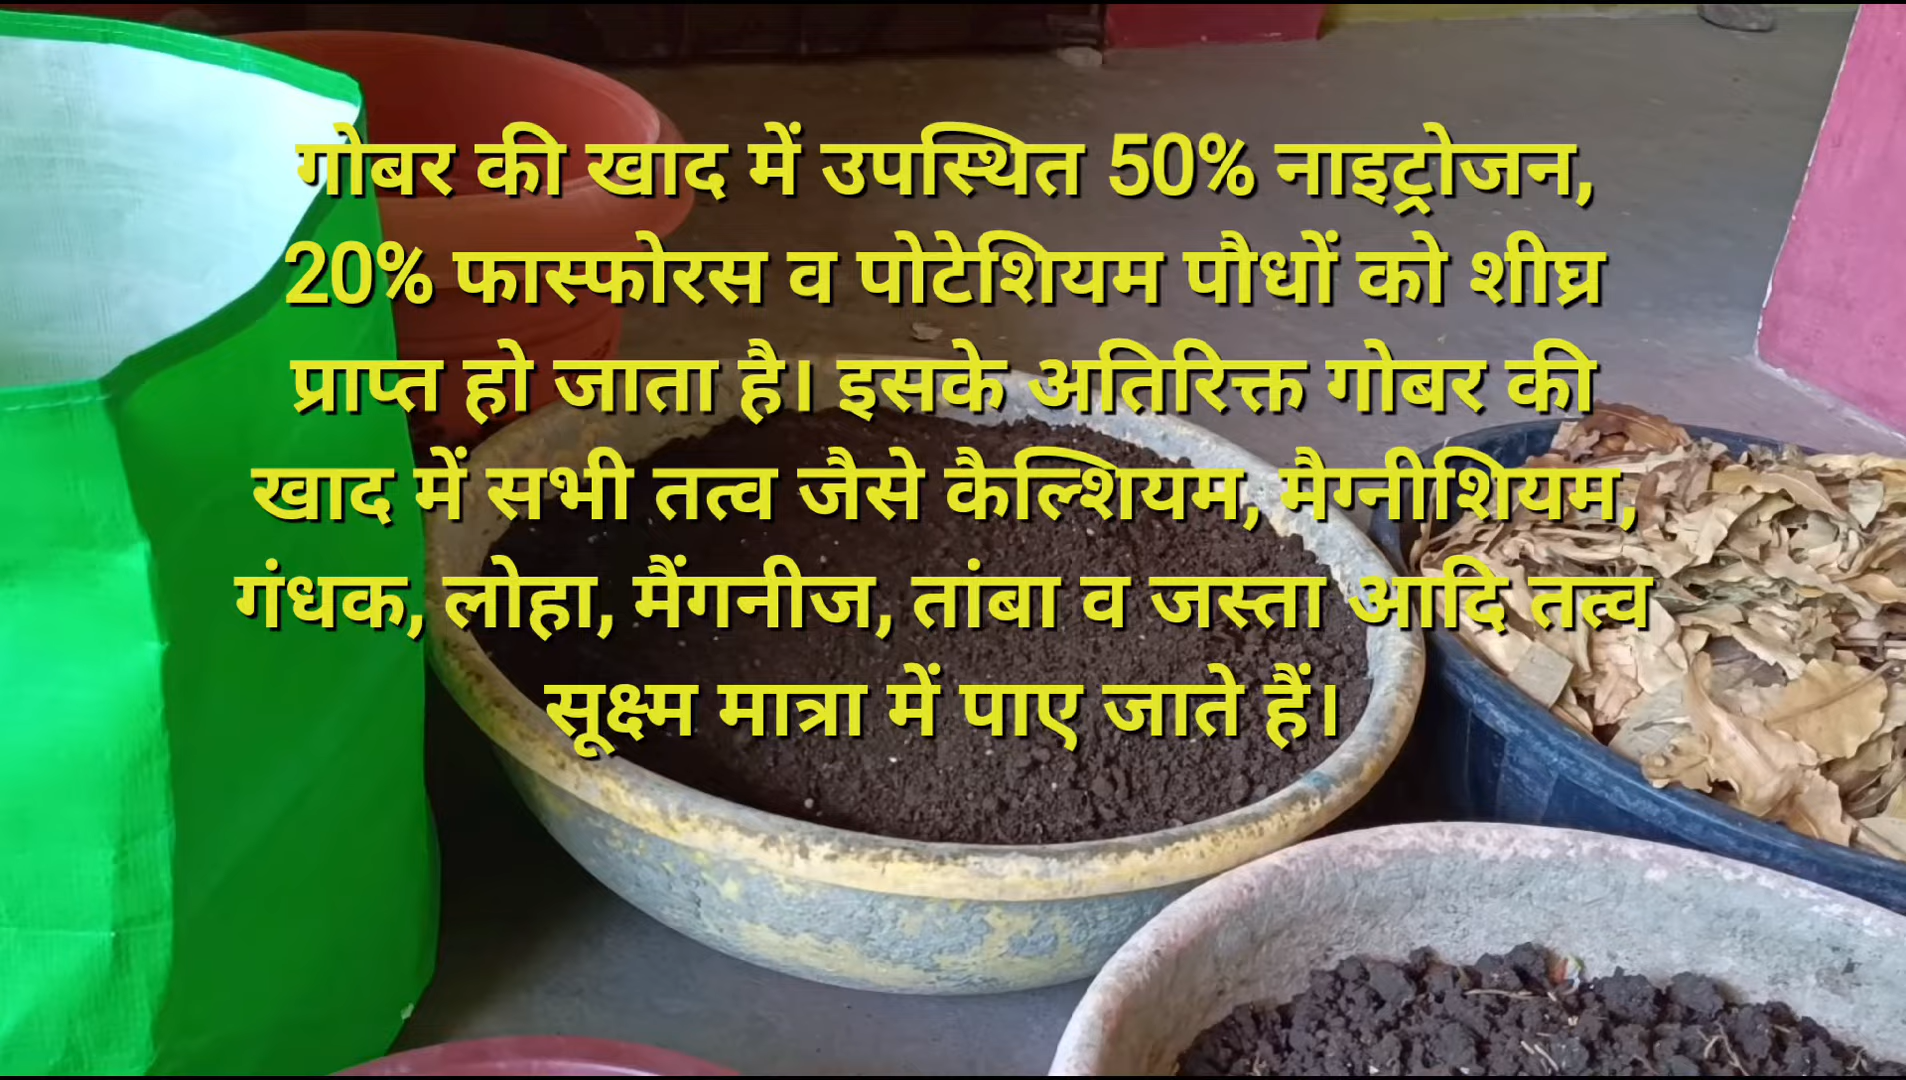 गोबर की खाद में उपस्थित 50% नाइट्रोजन,
20% फास्फोरस व पोटेशियम पौधों को शीघ्र
प्राप्त हो जाता है। इसके अतिरिक्त गोबर की
खाद में सभी तत्व जैसे कैल्शियम, मैग्नीशियम,
गंधक, लोहा, मैंगनीज, तांबा व जस्ता आदि तत्व
सूक्ष्म मात्रा में पाए जाते हैं।